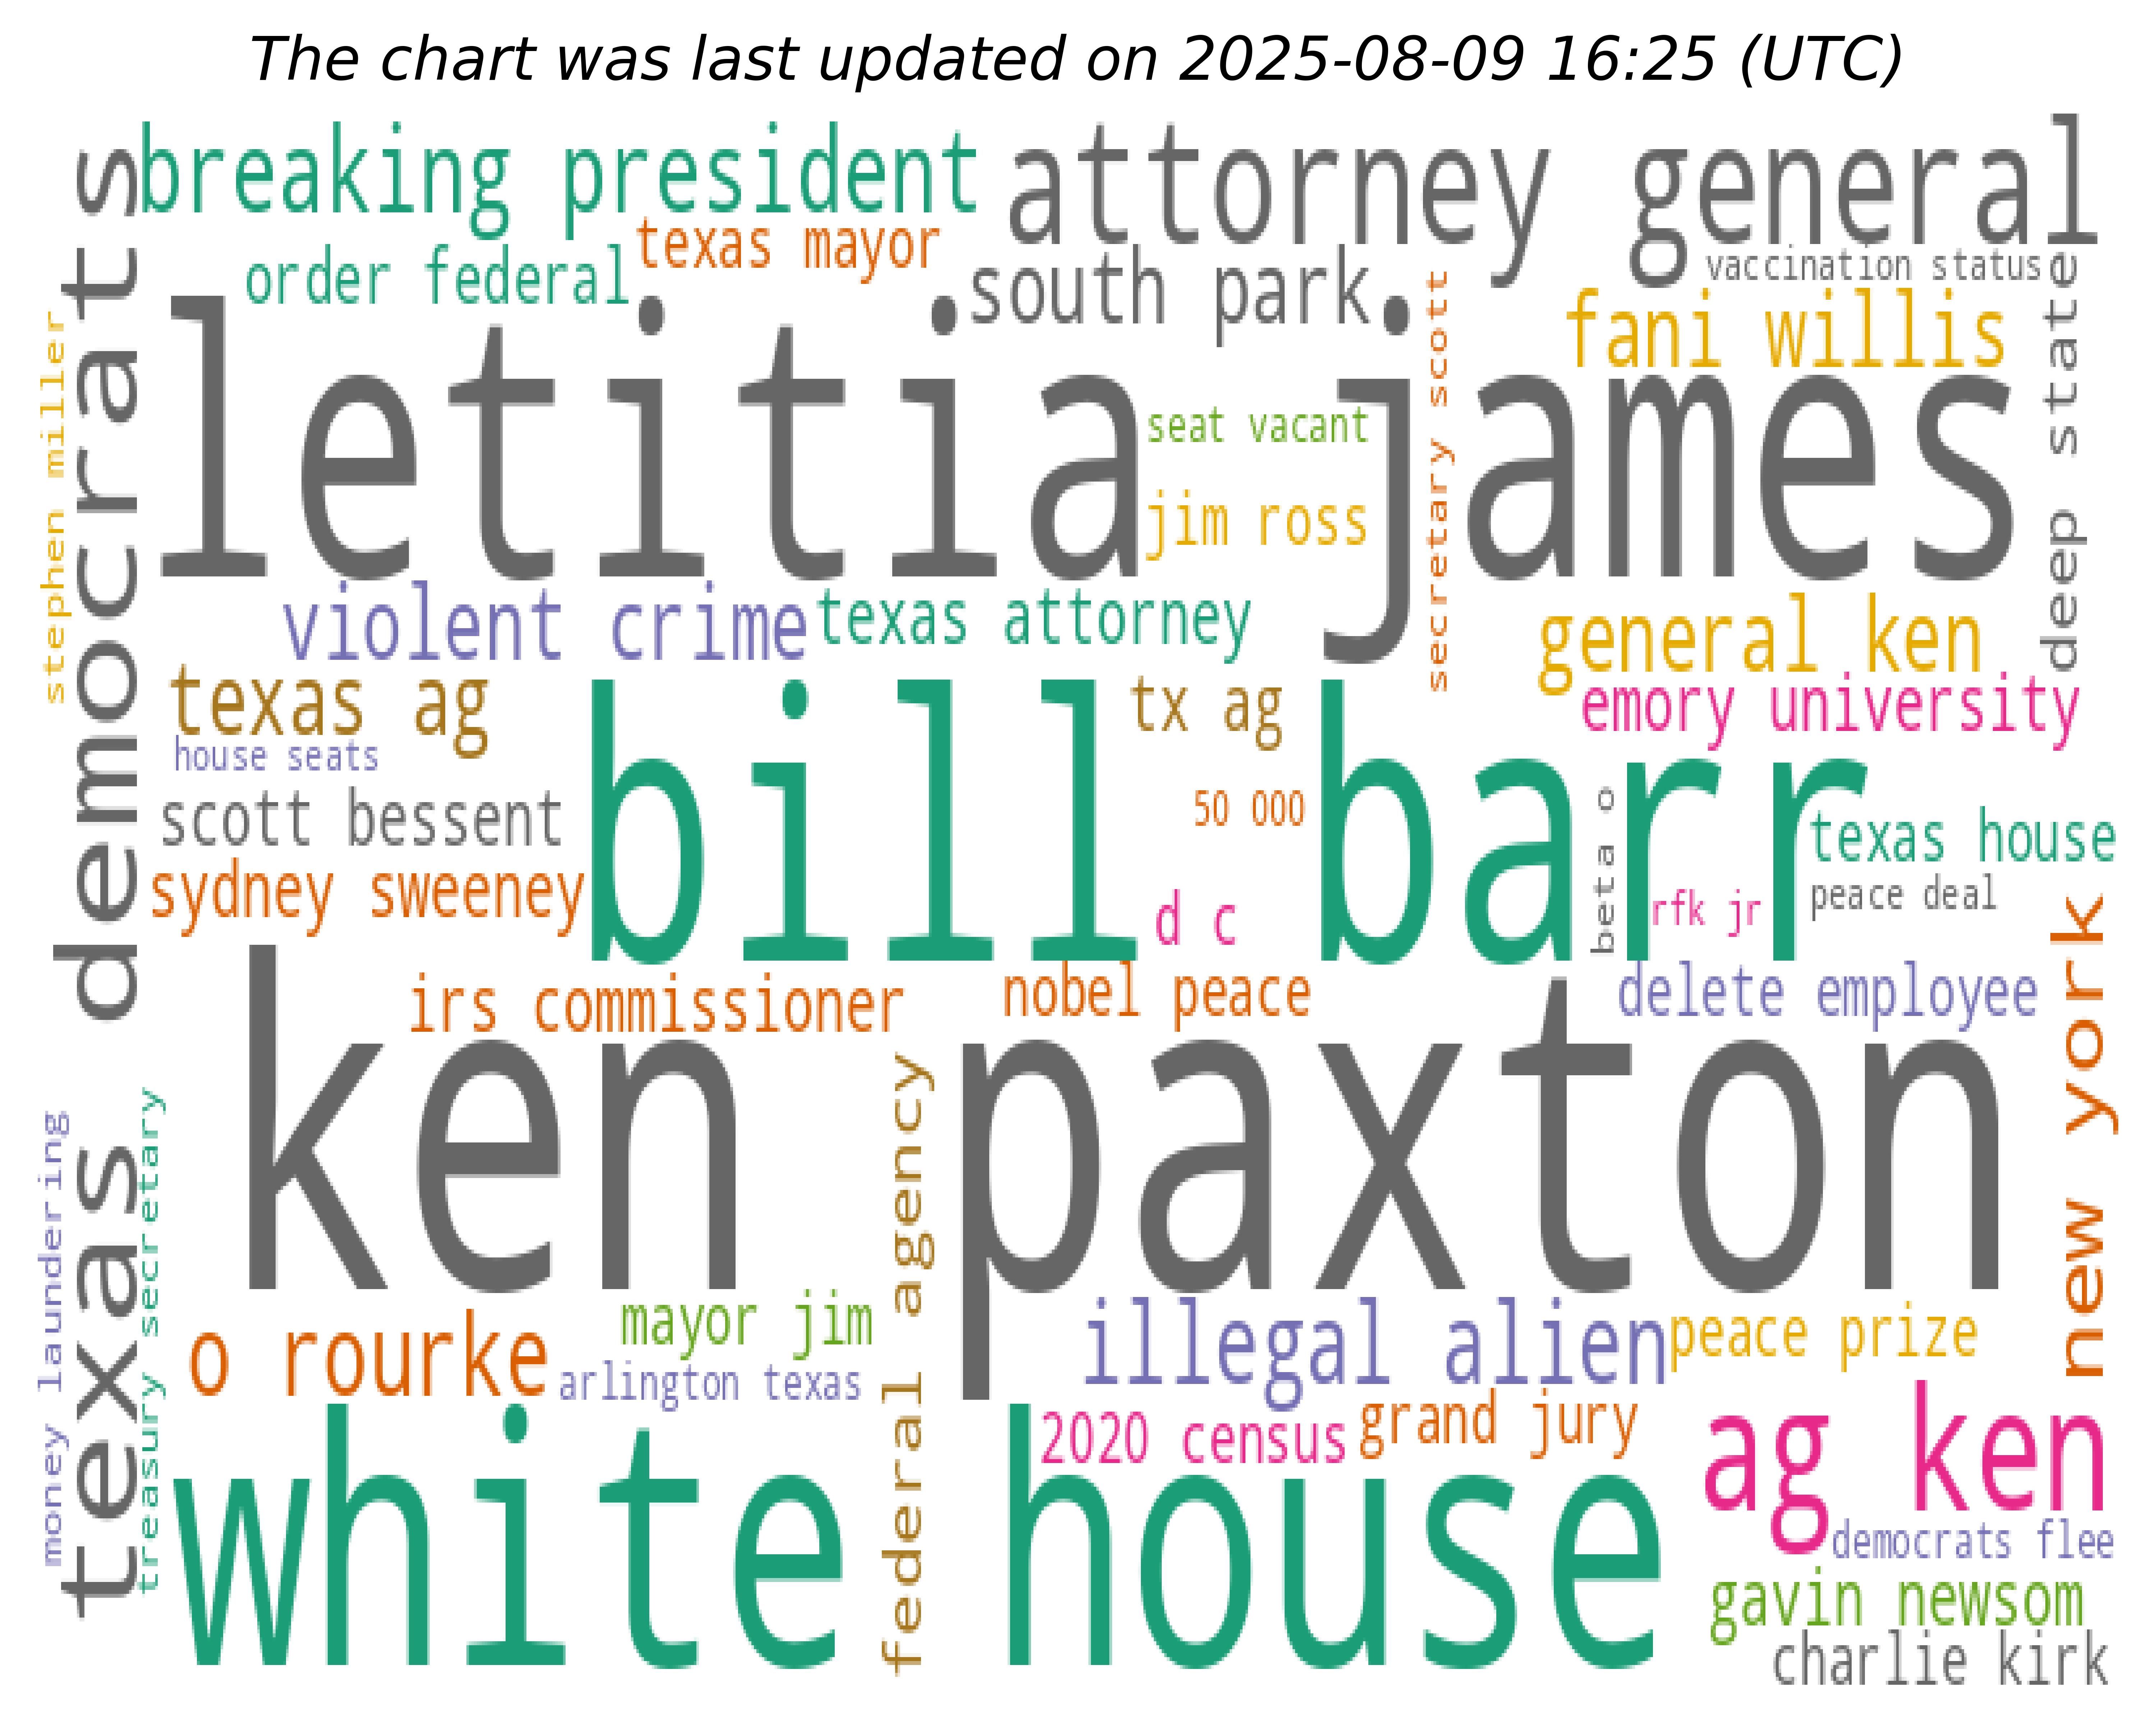 The chart was last updated on 2025-08-09 16:25 (UTC)
breaking president
attorney general
texas mayor
order federal
south park
vaccination status
fani willis
letitia james
seat vacant
jim ross
secretary scott
deep state
stephen miller
texas democrats
violent crime
texas attorney
general ken
texas ag
tx ag
emory university
house seats
bill barr
scott bessent
50 000
beta o
texas house
sydney sweeney
d c
rfk jr
peace deal
irs commissioner
nobel peace
delete employee
new york
ken paxton
federal agency
money laundering
treasury secretary
mayor jim
illegal alien
peace prize
o rourke
arlington texas
2020 census
grand jury
ag ken
white house
democrats flee
gavin newsom
charlie kirk